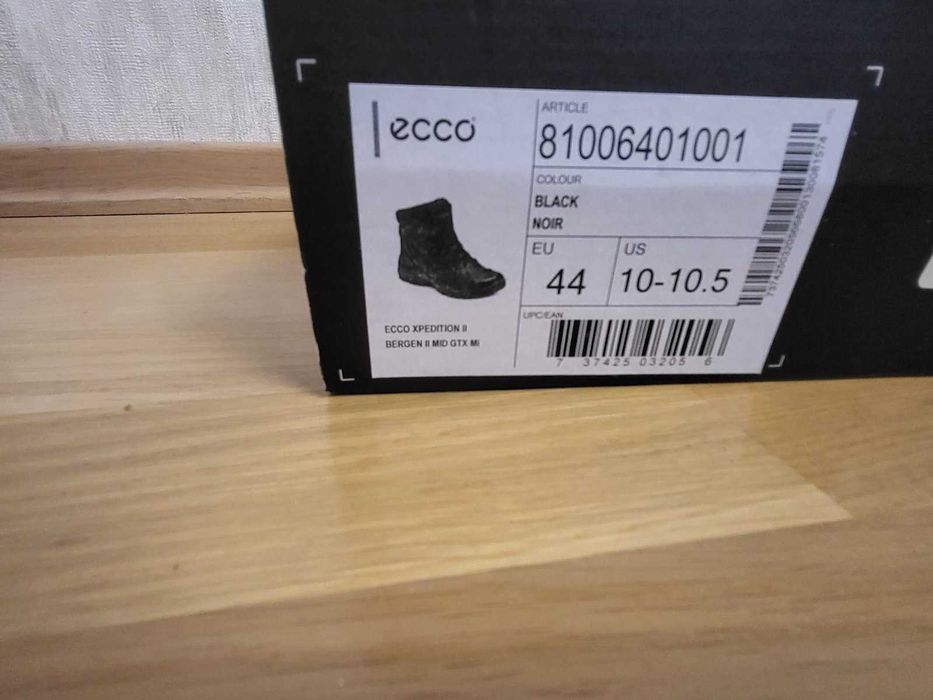 ecco
ARTICLE
81006401001
COLOUR
BLACK
NOIR
EU
US
44
10-10.5
ECCO XPEDITION II
BERGEN II MID GTX MI
UPC/EAN
7 37425 03205 6